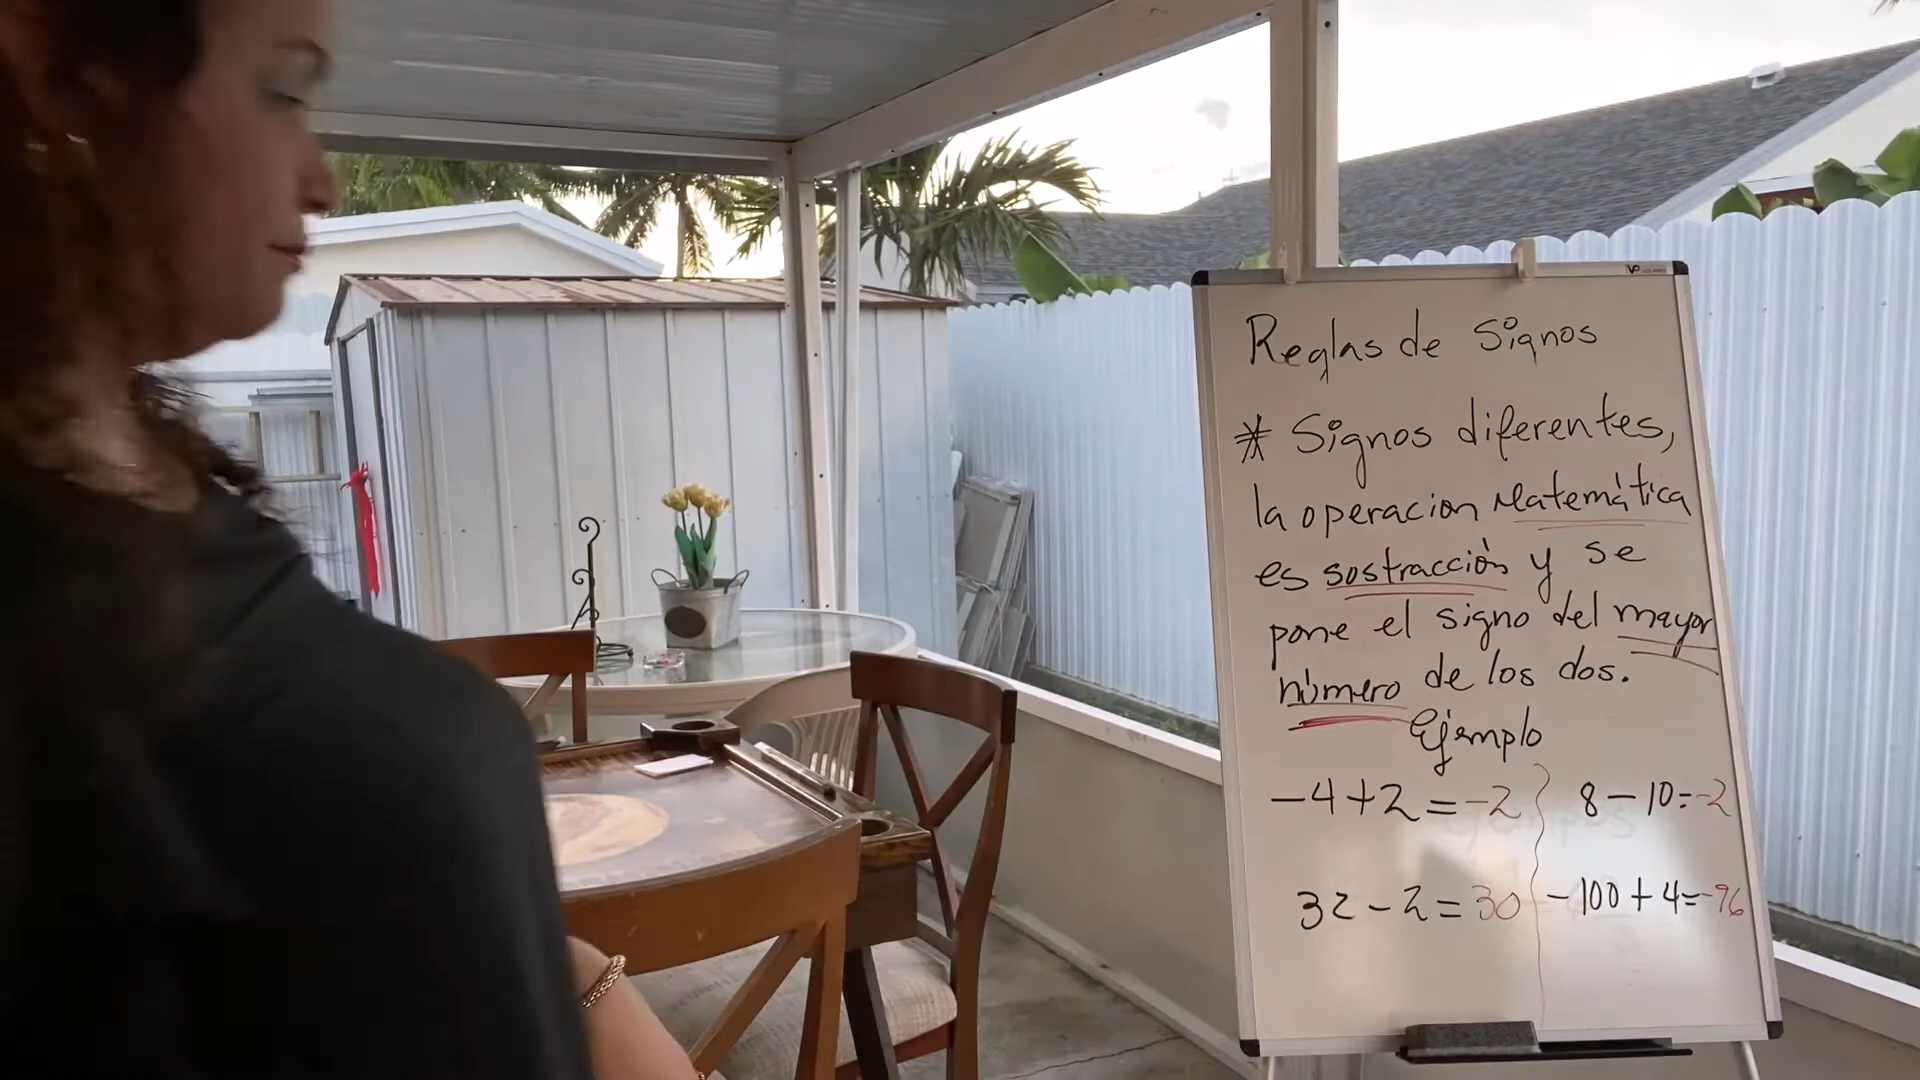 Reglas de Signos
* Signos diferentes,
la operacion Matemática
es sostracción y se
pone el signo del mayor
número de los dos.
Ejemplo
-4+2=-2 8-10=-2
32-2=30 -100+4=-96